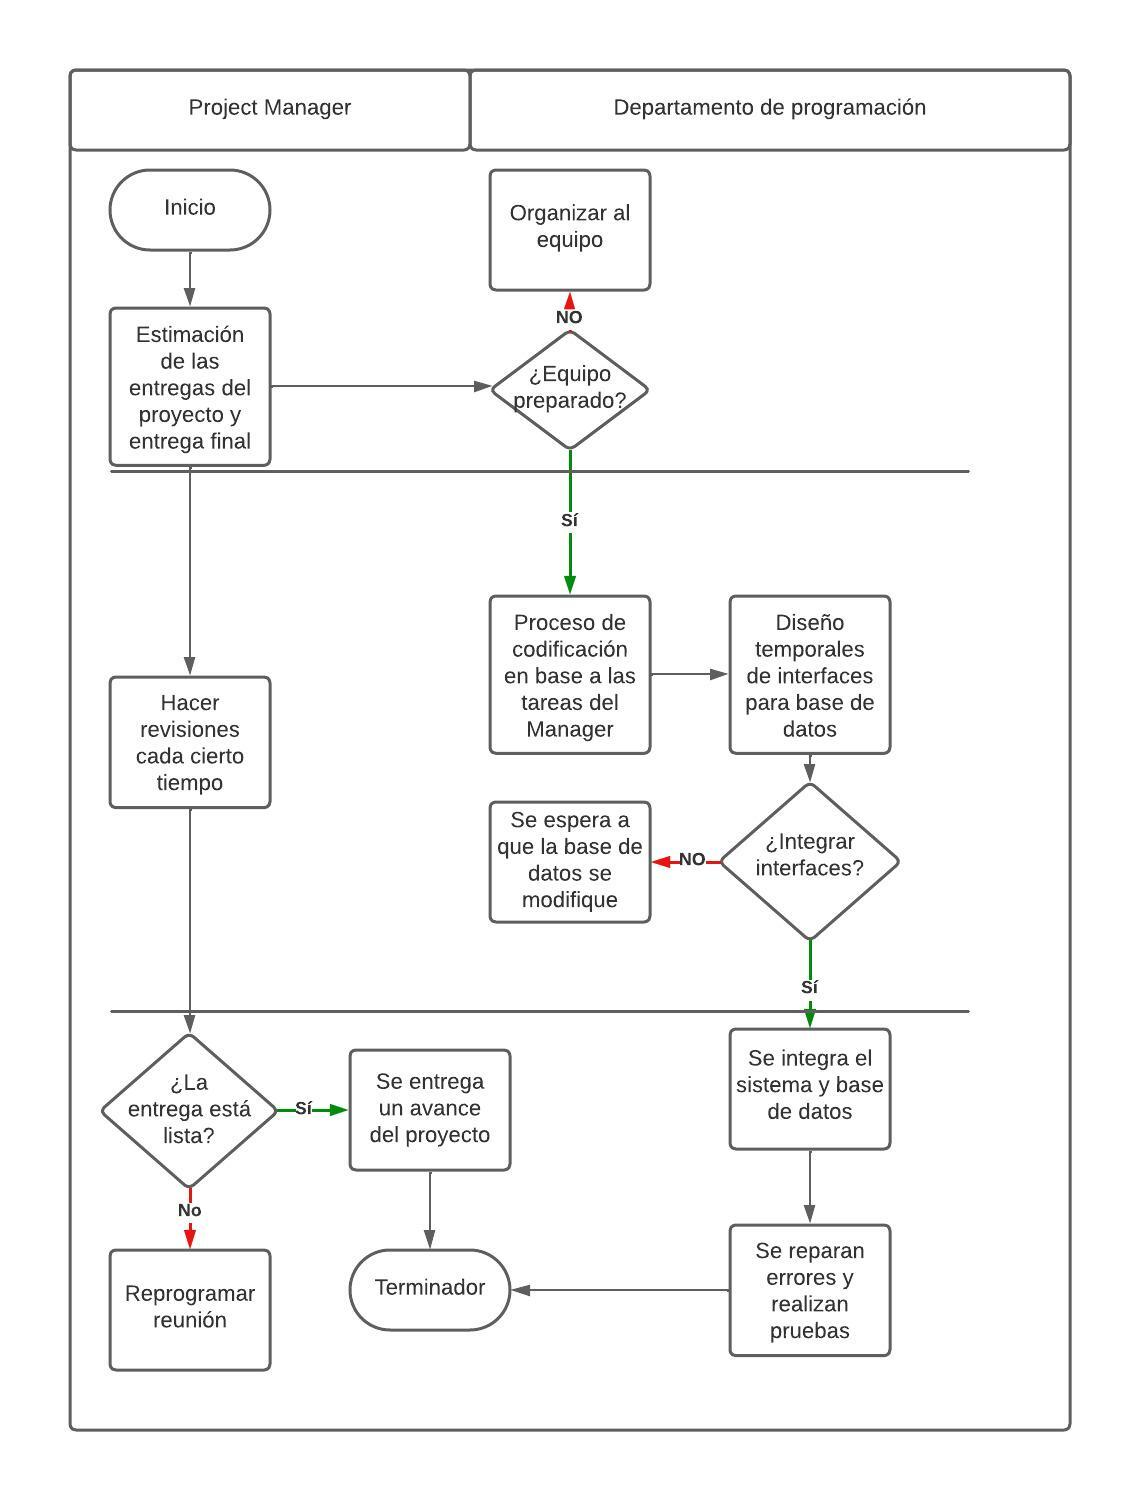 Project Manager
Departamento de programación
Inicio
Organizar al
equipo
NO
Estimación
de las
entregas del
proyecto y
entrega final
¿Equipo
preparado?
Sí
Proceso de
codificación
en base a las
tareas del
Manager
Diseño
temporales
de interfaces
para base de
datos
Hacer
revisiones
cada cierto
tiempo
Se espera a
que la base de
datos se
modifique
NO
¿Integrar
interfaces?
Sí
¿La
entrega está
lista?
Sí
Se entrega
un avance
del proyecto
Se integra el
sistema y base
de datos
No
Reprogramar
reunión
Terminador
Se reparan
errores y
realizan
pruebas